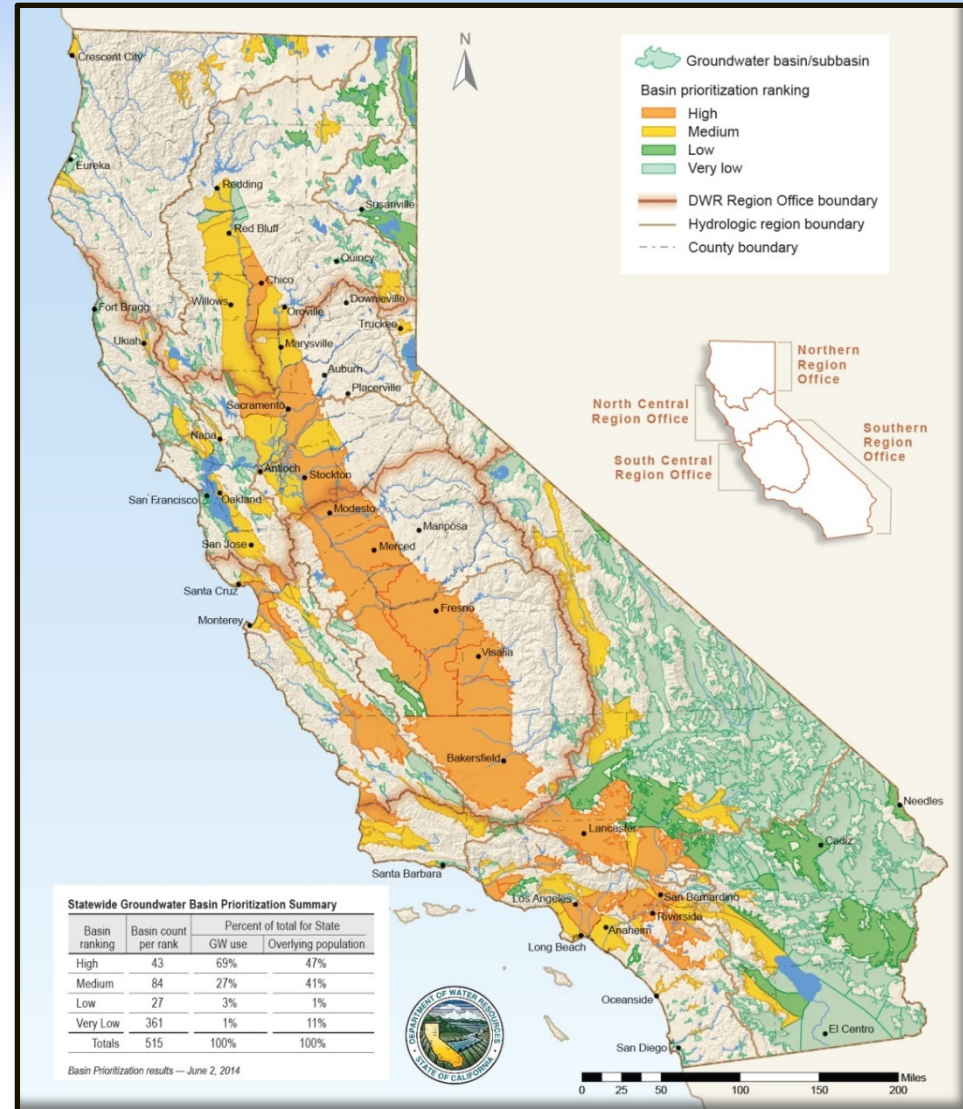 N
Groundwater basin/subbasin
Basin prioritization ranking
High
Medium
Low
Very low
DWR Region Office boundary
Hydrologic region boundary
County boundary
Northern
Region
Office
North Central
Region Office
Southern
Region
Office
South Central
Region Office
Crescent City
Eureka
Redding
Susanville
Red Bluff
Quincy
Chico
Fort Bragg
Willows
Oroville
Downieville
Truckee
Ukiah
Marysville
Auburn
Placerville
Sacramento
Napa
Antioch
Stockton
San Francisco
Oakland
Modesto
Mariposa
San Jose
Merced
Santa Cruz
Fresno
Monterey
Visalia
Bakersfield
Needles
Lancaster
Cadiz
Santa Barbara
San Bernardino
Los Angeles
Riverside
Anaheim
Long Beach
Oceanside
El Centro
San Diego
Statewide Groundwater Basin Prioritization Summary
Basin ranking Basin count per rank Percent of total for State
GW use Overlying population
High 43 69% 47%
Medium 84 27% 41%
Low 27 3% 1%
Very Low 361 1% 11%
Totals 515 100% 100%
Basin Prioritization results — June 2, 2014
DEPARTMENT OF WATER RESOURCES
STATE OF CALIFORNIA
Miles
0 25 50 100 150 200